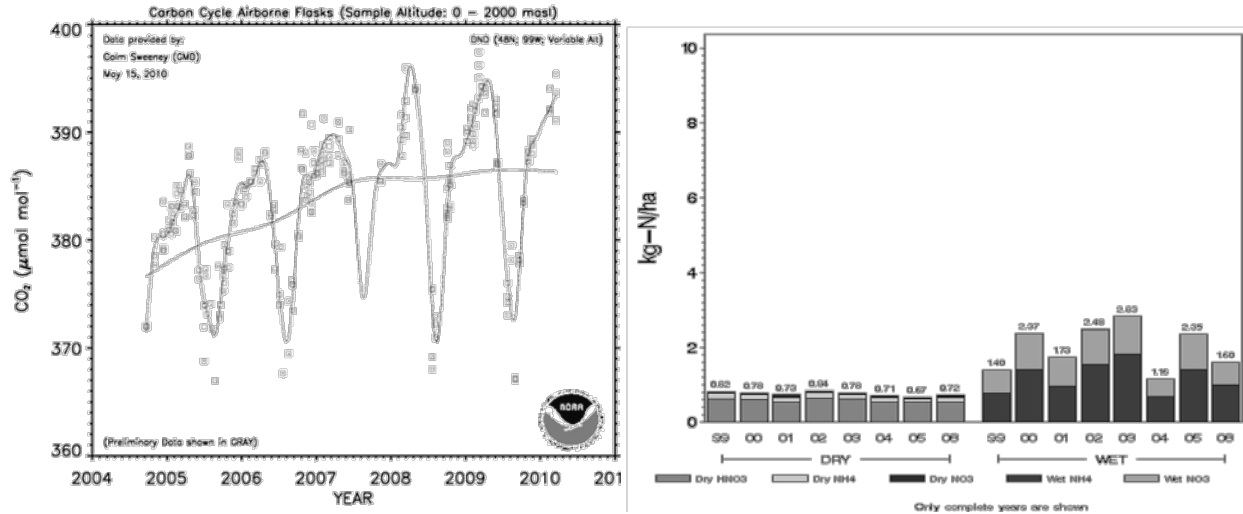 Carbon Cycle Airborne Flasks (Sample Altitude: 0 – 2000 masl)
Data provided by:
Colm Sweeney (GMD)
May 15, 2010
DND (48N; 99W; Variable Alt)
400
390
380
370
360
CO₂ (μmol mol⁻¹)
(Preliminary Data shown in GRAY)
NOAA
2004 2005 2006 2007 2008 2009 2010 201
YEAR
10
8
6
4
2
0
kg–N/ha
0.82 0.78 0.73 0.84 0.78 0.71 0.67 0.72
1.40 2.37 1.73 2.48 2.83 1.15 2.35 1.60
99 00 01 02 03 04 05 06 99 00 01 02 03 04 05 06
DRY WET
Dry HNO3 Dry NH4 Dry NO3 Wet NH4 Wet NO3
Only complete years are shown